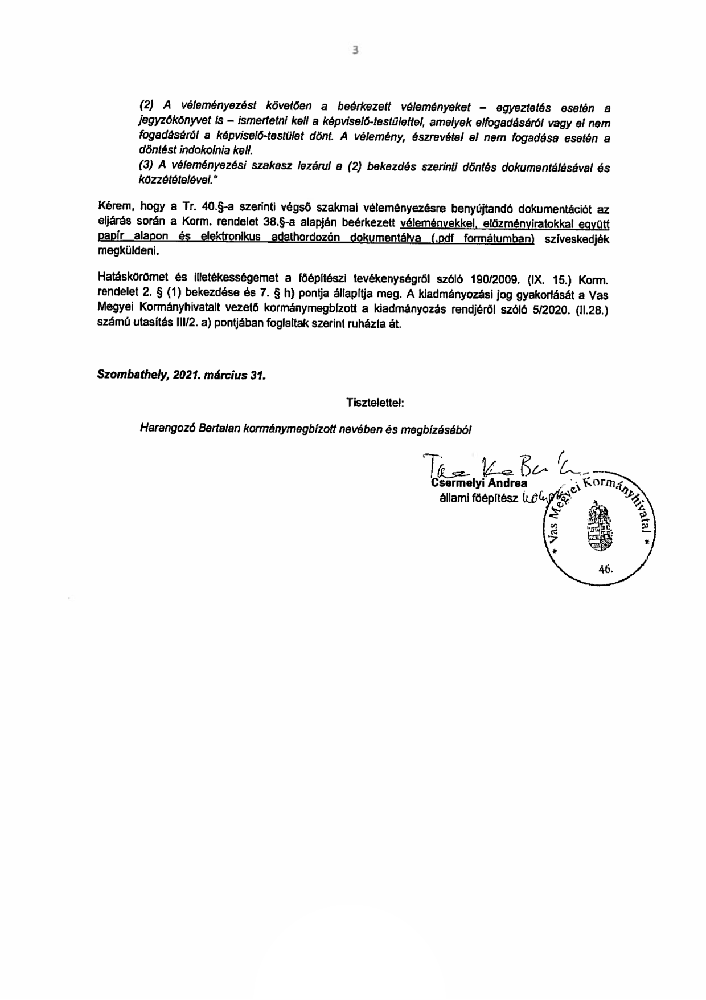 3
(2) A véleményezést követően a beérkezett véleményeket – egyeztetés esetén a
jegyzőkönyvet is – ismertetni kell a képviselő-testülettel, amelyek elfogadásáról vagy el nem
fogadásáról a képviselő-testület dönt. A vélemény, észrevétel el nem fogadása esetén a
döntést indokolnia kell.
(3) A véleményezési szakasz lezárul a (2) bekezdés szerinti döntés dokumentálásával és
közzétételével."
Kérem, hogy a Tr. 40.§-a szerinti végső szakmai véleményezésre benyújtandó dokumentációt az
eljárás során a Korm. rendelet 38.§-a alapján beérkezett véleményekkel, előzményiratokkal együtt
papír alapon és elektronikus adathordozón dokumentálva (.pdf formátumban) szíveskedjék
megküldeni.
Hatáskörömet és illetékességemet a főépítészi tevékenységről szóló 190/2009. (IX. 15.) Korm.
rendelet 2. § (1) bekezdése és 7. § h) pontja állapítja meg. A kiadmányozási jog gyakorlását a Vas
Megyei Kormányhivatalt vezető kormánymegbízott a kiadmányozás rendjéről szóló 5/2020. (II.28.)
számú utasítás III/2. a) pontjában foglaltak szerint ruházta át.
Szombathely, 2021. március 31.
Tisztelettel:
Harangozó Bertalan kormánymegbízott nevében és megbízásából
Csermelyi Andrea
állami főépítész
* Vas Megyei Kormányhivatal *
46.